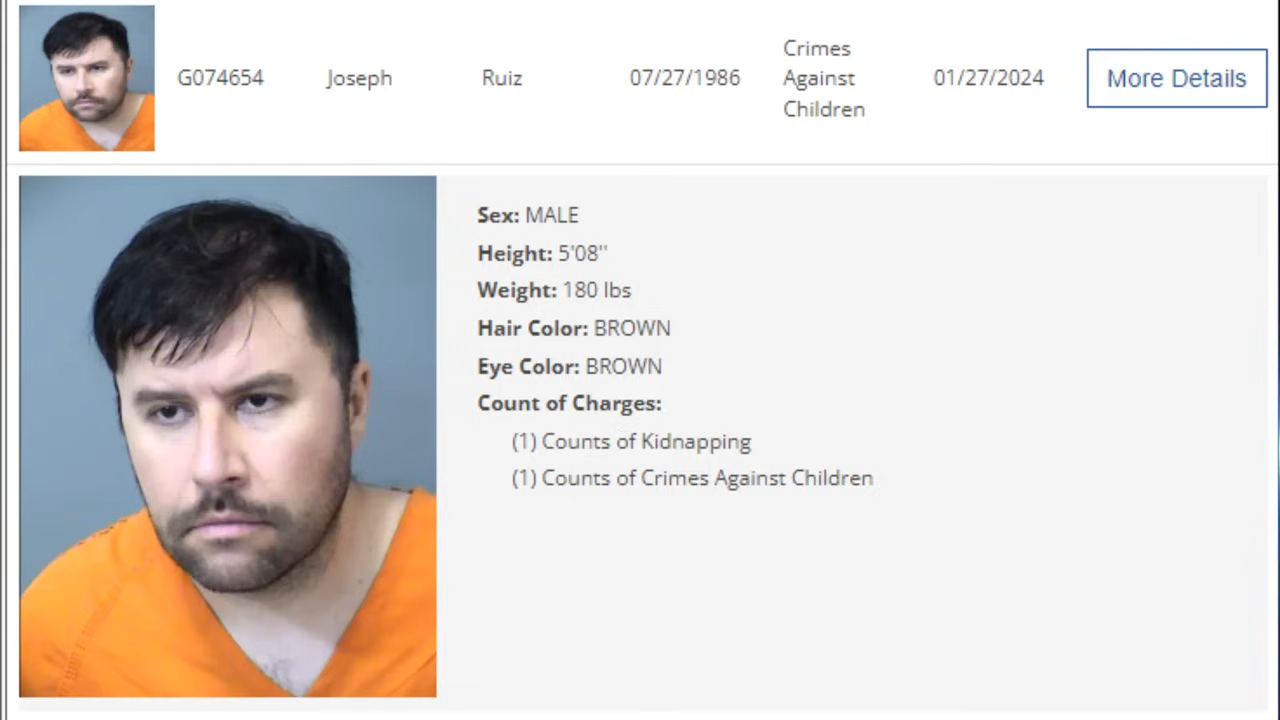 G074654 Joseph Ruiz 07/27/1986 Crimes Against Children 01/27/2024 More Details
Sex: MALE
Height: 5'08''
Weight: 180 lbs
Hair Color: BROWN
Eye Color: BROWN
Count of Charges:
(1) Counts of Kidnapping
(1) Counts of Crimes Against Children